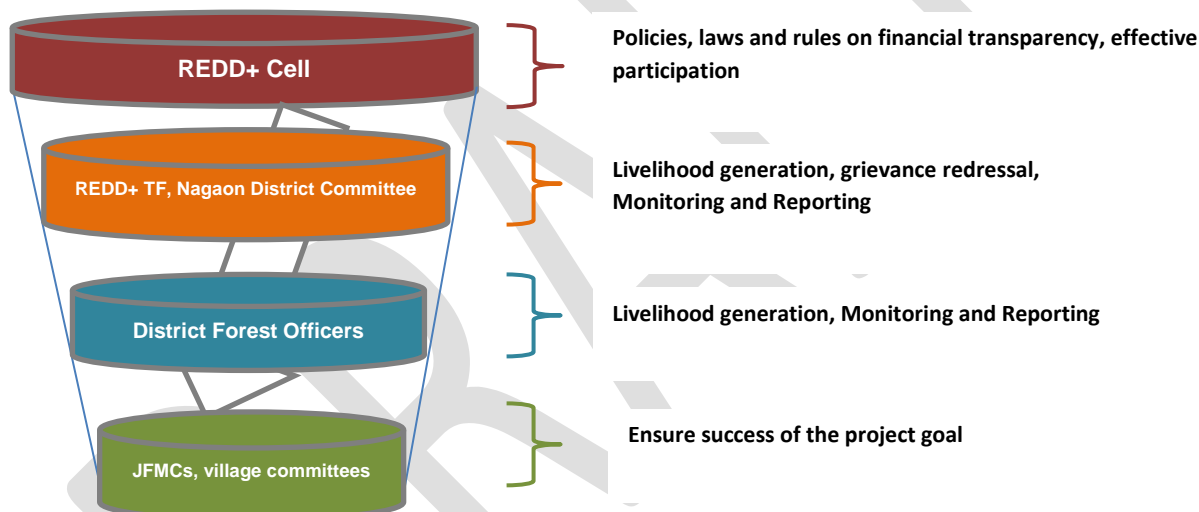 REDD+ Cell
Policies, laws and rules on financial transparency, effective
participation
REDD+ TF, Nagaon District Committee
Livelihood generation, grievance redressal,
Monitoring and Reporting
District Forest Officers
Livelihood generation, Monitoring and Reporting
JFMCs, village committees
Ensure success of the project goal